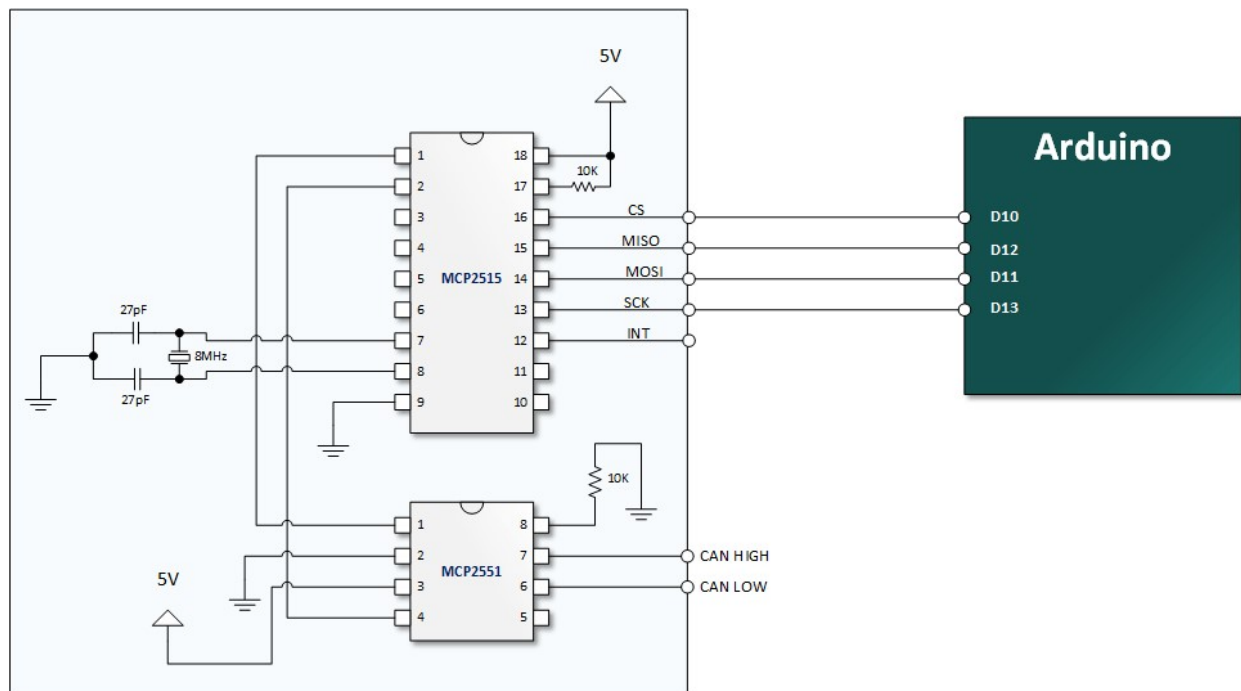 5V
Arduino
1
18
10K
2
17
CS
3
16
D10
MISO
4
15
D12
MOSI
5
MCP2515
14
D11
SCK
6
13
D13
27pF
INT
7
12
8MHz
8
11
27pF
9
10
10K
1
8
2
7
CAN HIGH
MCP2551
5V
3
6
CAN LOW
4
5